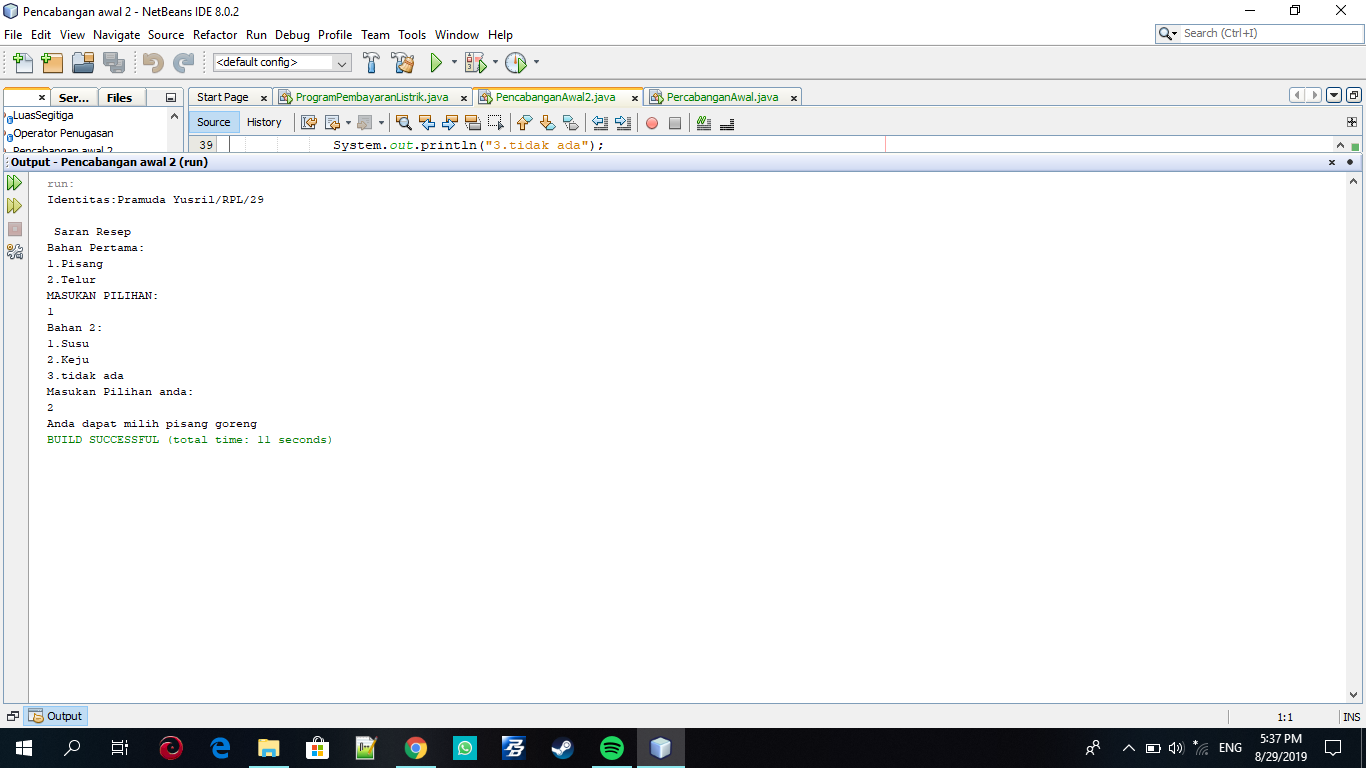 Pencabangan awal 2 - NetBeans IDE 8.0.2
File Edit View Navigate Source Refactor Run Debug Profile Team Tools Window Help
Search (Ctrl+I)
<default config>
Ser... Files
Start Page ProgramPembayaranListrik.java PencabanganAwal2.java PercabanganAwal.java
LuasSegitiga
Operator Penugasan
Pencabangan awal 2
Source History
39 System.out.println("3.tidak ada");
Output - Pencabangan awal 2 (run)
run:
Identitas:Pramuda Yusril/RPL/29
Saran Resep
Bahan Pertama:
1.Pisang
2.Telur
MASUKAN PILIHAN:
1
Bahan 2:
1.Susu
2.Keju
3.tidak ada
Masukan Pilihan anda:
2
Anda dapat milih pisang goreng
BUILD SUCCESSFUL (total time: 11 seconds)
Output
1:1 INS
ENG
5:37 PM
8/29/2019